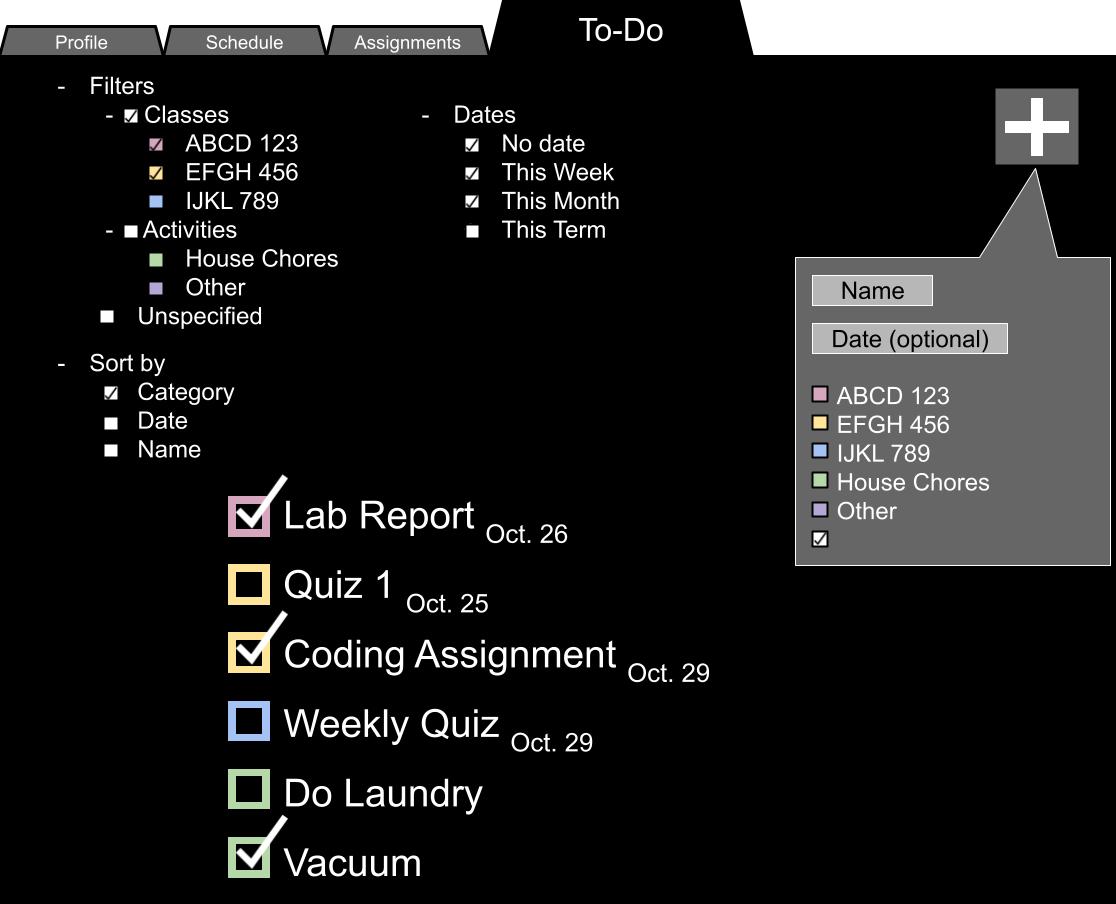 Profile
Schedule
Assignments
To-Do
- Filters
- Classes
ABCD 123
EFGH 456
IJKL 789
- Activities
House Chores
Other
Unspecified
- Dates
No date
This Week
This Month
This Term
- Sort by
Category
Date
Name
Lab Report Oct. 26
Quiz 1 Oct. 25
Coding Assignment Oct. 29
Weekly Quiz Oct. 29
Do Laundry
Vacuum
Name
Date (optional)
ABCD 123
EFGH 456
IJKL 789
House Chores
Other